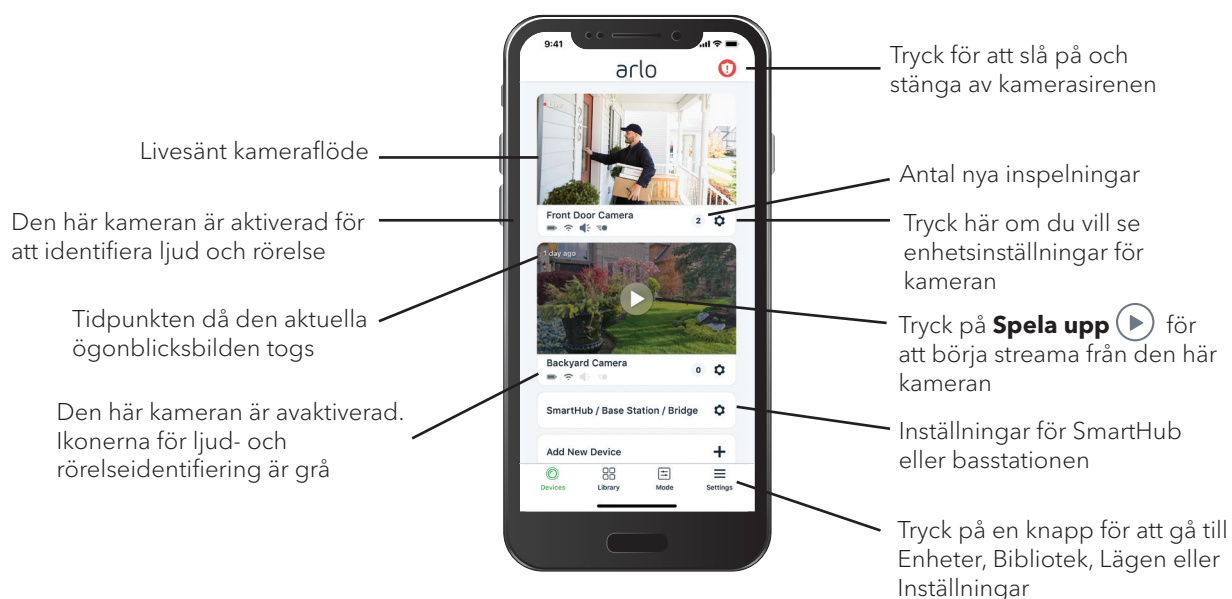 Livesänt kameraflöde
Den här kameran är aktiverad för
att identifiera ljud och rörelse
Tidpunkten då den aktuella
ögonblicksbilden togs
Den här kameran är avaktiverad.
Ikonerna för ljud- och
rörelseidentifiering är grå
9:41
arlo
Front Door Camera
2
1 day ago
Backyard Camera
0
SmartHub / Base Station / Bridge
Add New Device
Devices
Library
Mode
Settings
Tryck för att slå på och
stänga av kamerasirenen
Antal nya inspelningar
Tryck här om du vill se
enhetsinställningar för
kameran
Tryck på Spela upp för
att börja streama från den här
kameran
Inställningar för SmartHub
eller basstationen
Tryck på en knapp för att gå till
Enheter, Bibliotek, Lägen eller
Inställningar